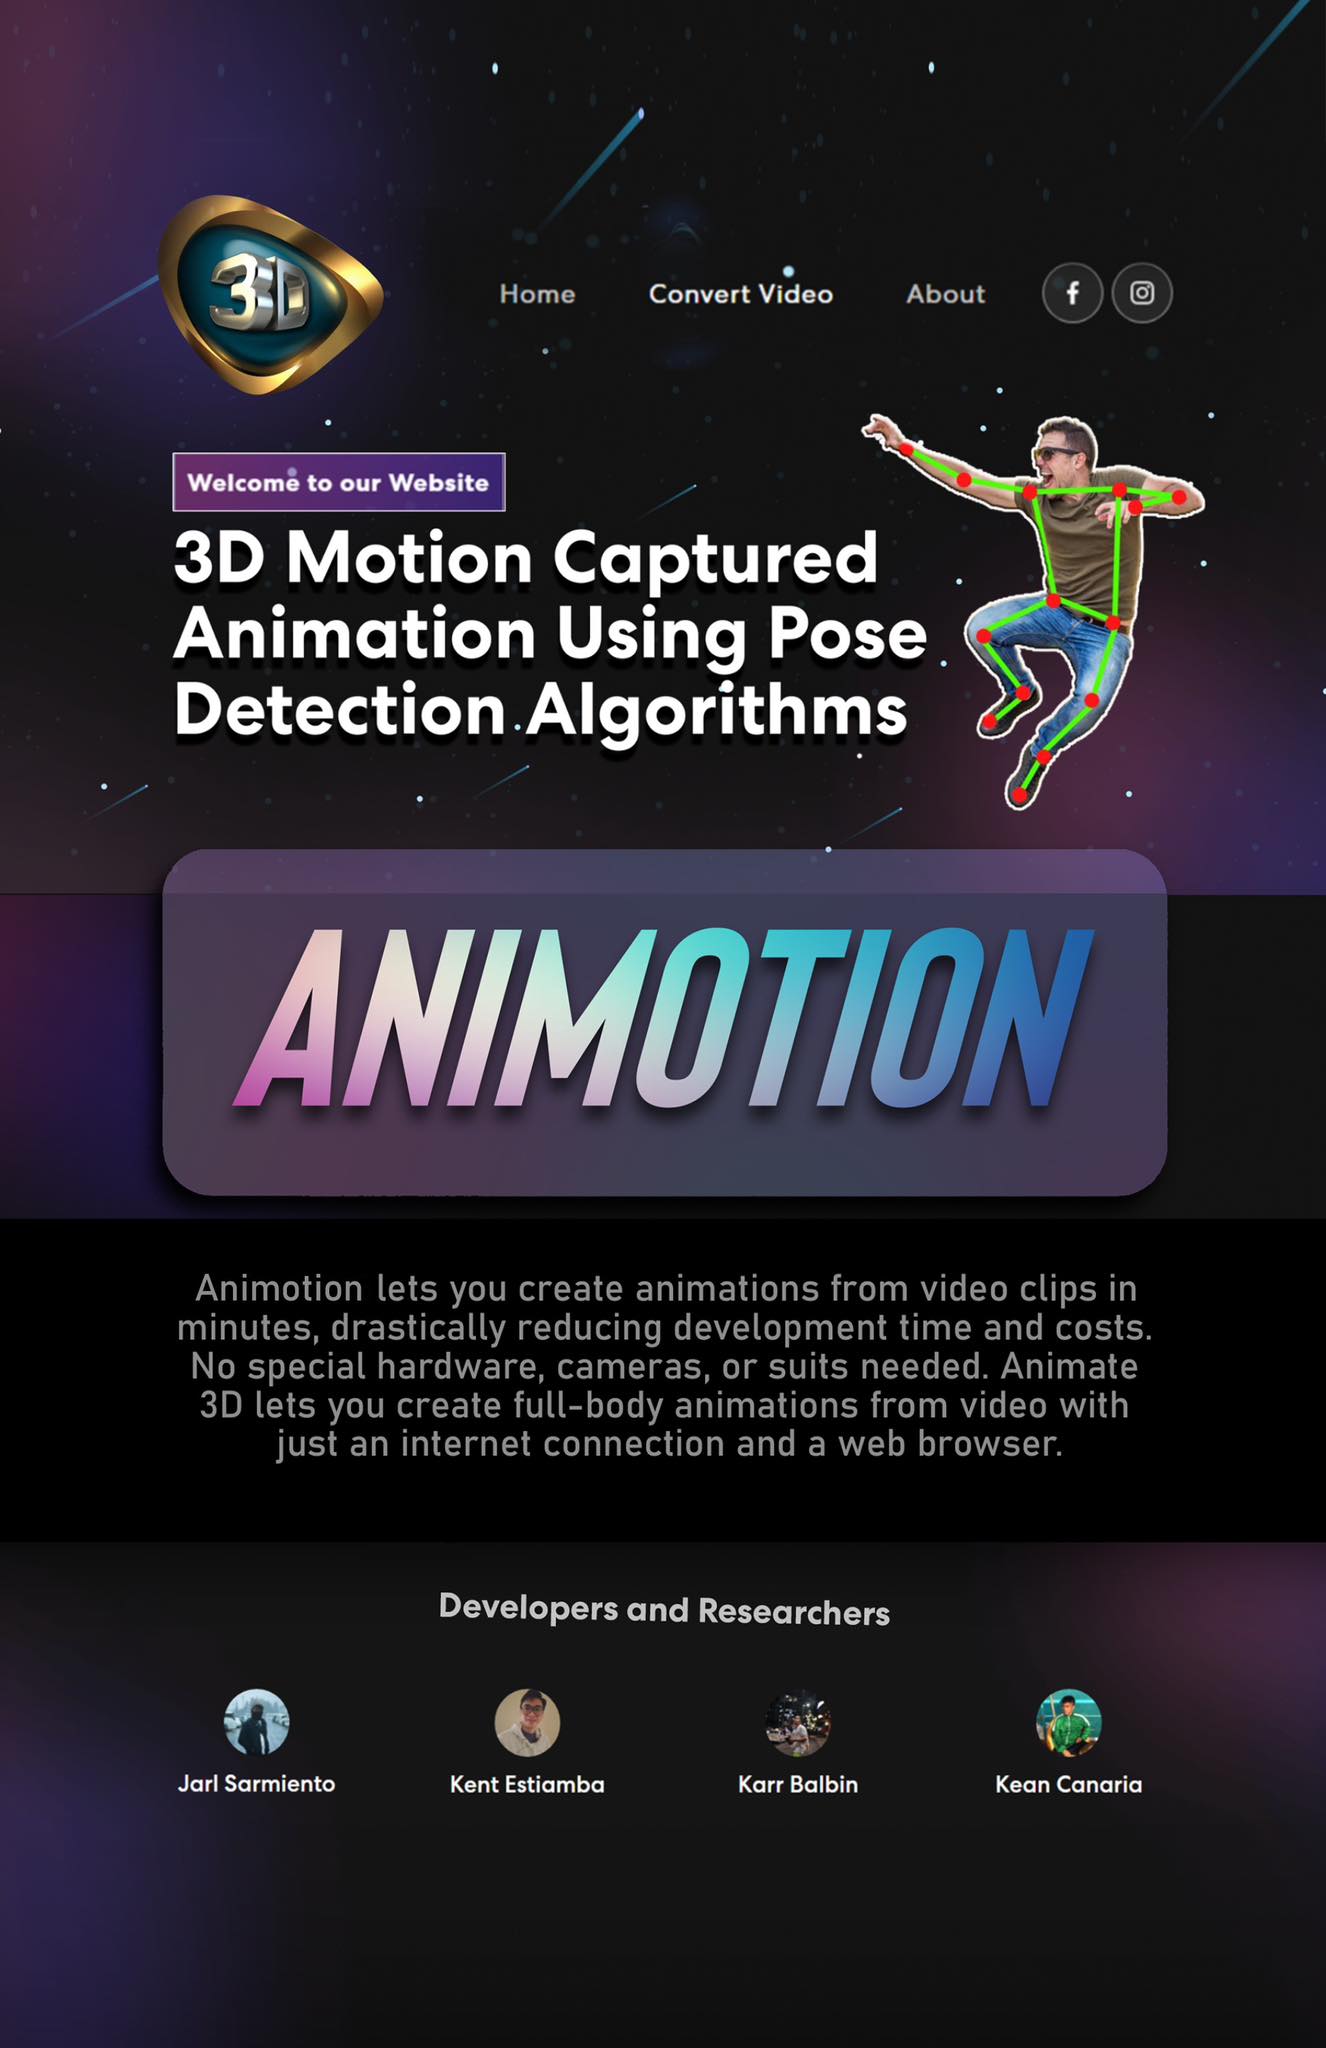 3D
Home
Convert Video
About
Welcome to our Website
3D Motion Captured
Animation Using Pose
Detection Algorithms
ANIMOTION
Animotion lets you create animations from video clips in
minutes, drastically reducing development time and costs.
No special hardware, cameras, or suits needed. Animate
3D lets you create full-body animations from video with
just an internet connection and a web browser.
Developers and Researchers
Jarl Sarmiento
Kent Estiamba
Karr Balbin
Kean Canaria